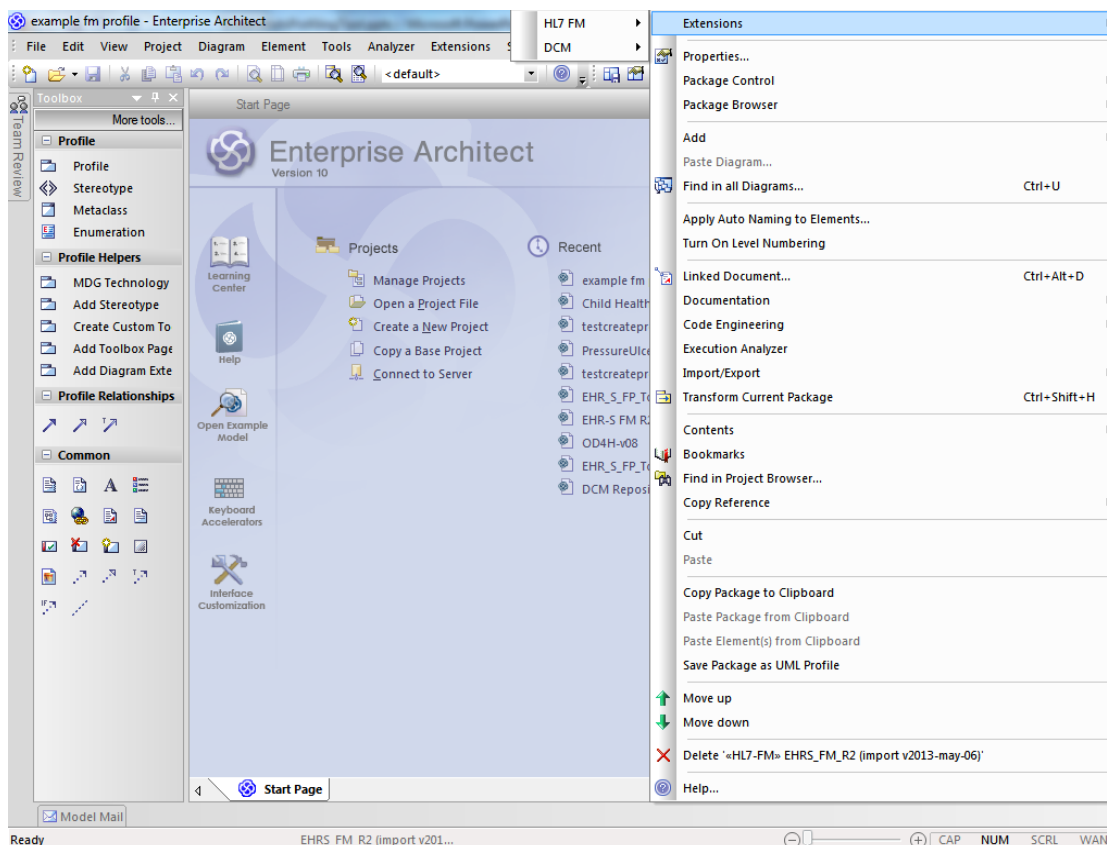 example fm profile - Enterprise Architect
File Edit View Project Diagram Element Tools Analyzer Extensions
<default>
HL7 FM
DCM
Team Review
Toolbox
More tools...
Profile
Profile
Stereotype
Metaclass
Enumeration
Profile Helpers
MDG Technology
Add Stereotype
Create Custom To
Add Toolbox Page
Add Diagram Exte
Profile Relationships
Common
Start Page
Enterprise Architect
Version 10
Learning
Center
Help
Open Example
Model
Keyboard
Accelerators
Interface
Customization
Projects
Manage Projects
Open a Project File
Create a New Project
Copy a Base Project
Connect to Server
Recent
example fm
Child Health
testcreatepr
PressureUlce
testcreatepr
EHR_S_FP_To
EHR-S FM R2
OD4H-v08
EHR_S_FP_To
DCM Reposi
Start Page
Extensions
Properties...
Package Control
Package Browser
Add
Paste Diagram...
Find in all Diagrams... Ctrl+U
Apply Auto Naming to Elements...
Turn On Level Numbering
Linked Document... Ctrl+Alt+D
Documentation
Code Engineering
Execution Analyzer
Import/Export
Transform Current Package Ctrl+Shift+H
Contents
Bookmarks
Find in Project Browser...
Copy Reference
Cut
Paste
Copy Package to Clipboard
Paste Package from Clipboard
Paste Element(s) from Clipboard
Save Package as UML Profile
Move up
Move down
Delete '«HL7-FM» EHRS_FM_R2 (import v2013-may-06)'
Help...
Model Mail
Ready EHRS_FM_R2 (import v201... CAP NUM SCRL WAN